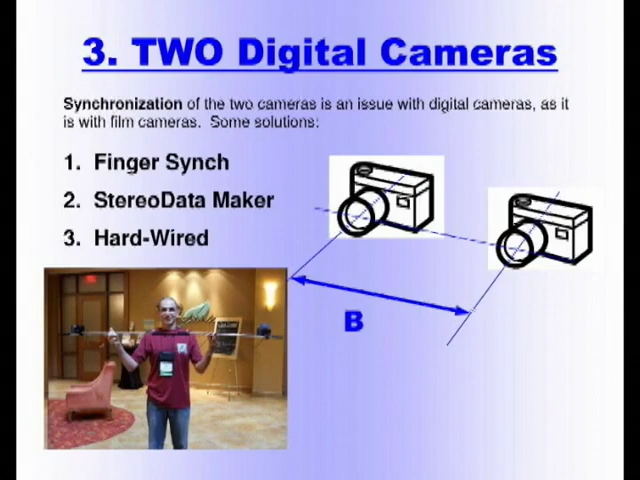 3. TWO Digital Cameras
Synchronization of the two cameras is an issue with digital cameras, as it
is with film cameras. Some solutions:
1. Finger Synch
2. StereoData Maker
3. Hard-Wired
B